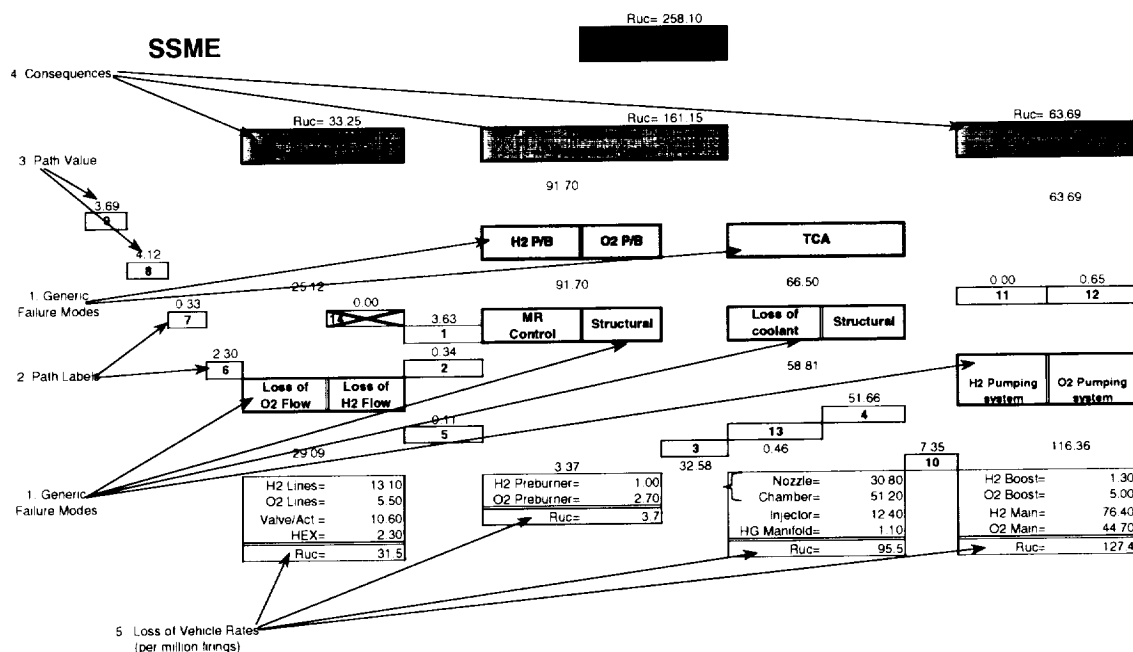 Ruc= 258.10
SSME
4 Consequences
Ruc= 33.25
Ruc= 161.15
Ruc= 63.69
3 Path Value
91.70
63.69
3.69
9
H2 P/B
O2 P/B
TCA
4.12
8
1. Generic
Failure Modes
25.12
91.70
66.50
0.00
0.65
11
12
0.33
7
0.00
14
3.63
1
MR
Control
Structural
Loss of
coolant
Structural
2 Path Label
2.30
6
0.34
2
58.81
Loss of
O2 Flow
Loss of
H2 Flow
H2 Pumping
system
O2 Pumping
system
51.66
4
0.11
5
13
0.46
3
32.58
29.09
3.37
7.35
10
116.36
1. Generic
Failure Modes
H2 Lines= 13.10
O2 Lines= 5.50
Valve/Act= 10.60
HEX= 2.30
Ruc= 31.5
H2 Preburner= 1.00
O2 Preburner= 2.70
Ruc= 3.7
Nozzle= 30.80
Chamber= 51.20
Injector= 12.40
HG Manifold= 1.10
Ruc= 95.5
H2 Boost= 1.30
O2 Boost= 5.00
H2 Main= 76.40
O2 Main= 44.70
Ruc= 127.4
5 Loss of Vehicle Rates
(per million firings)